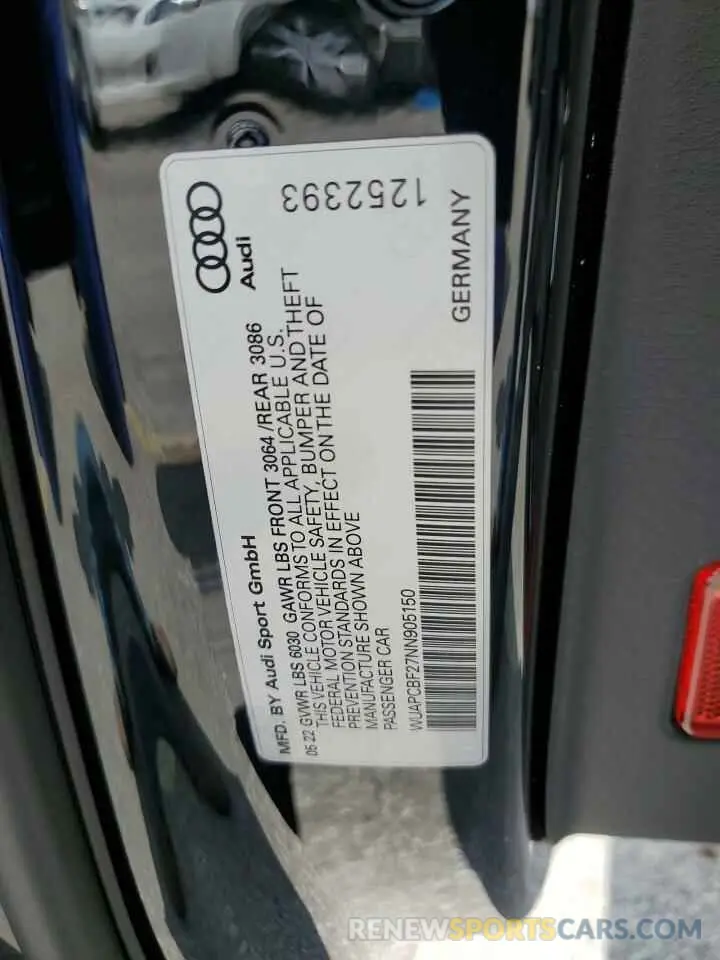 MFD. BY Audi Sport GmbH
Audi
05 22 GVWR LBS 6030 GAWR LBS FRONT 3064 /REAR 3086
THIS VEHICLE CONFORMS TO ALL APPLICABLE U.S.
FEDERAL MOTOR VEHICLE SAFETY, BUMPER AND THEFT
PREVENTION STANDARDS IN EFFECT ON THE DATE OF
MANUFACTURE SHOWN ABOVE
PASSENGER CAR
1252393
WUAPCBF27NN905150
GERMANY
RENEWSPORTSCARS.COM